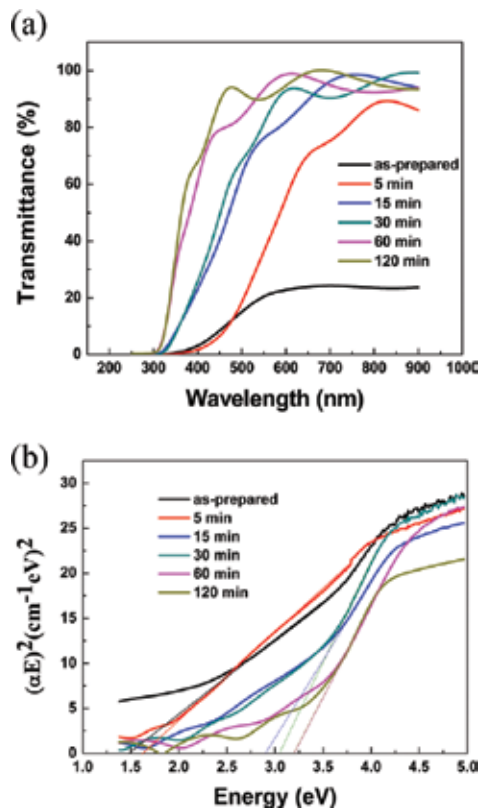 (a)
100
80
60
40
20
0
Transmittance (%)
as-prepared
5 min
15 min
30 min
60 min
120 min
200 300 400 500 600 700 800 900 1000
Wavelength (nm)
(b)
30
25
20
15
10
5
0
(αE)²(cm⁻¹eV)²
as-prepared
5 min
15 min
30 min
60 min
120 min
1.0 1.5 2.0 2.5 3.0 3.5 4.0 4.5 5.0
Energy (eV)